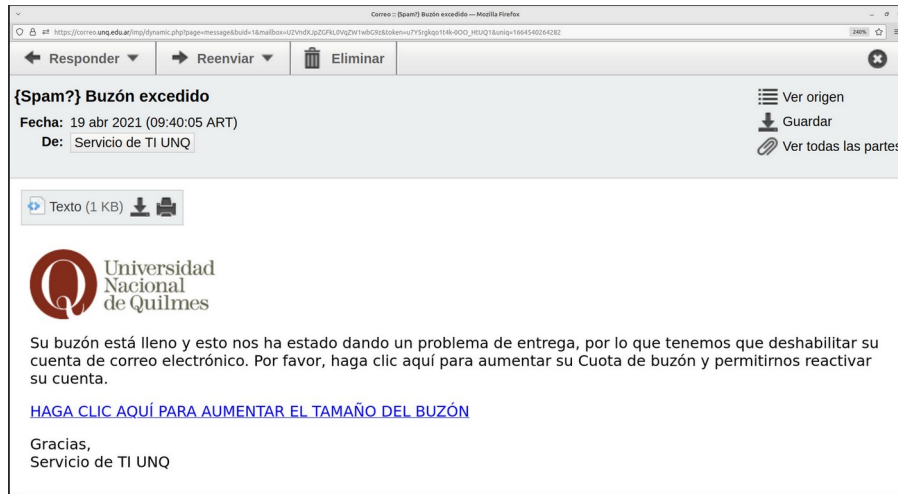 Correo :: {Spam?} Buzón excedido — Mozilla Firefox
Responder
Reenviar
Eliminar
{Spam?} Buzón excedido
Ver origen
Fecha: 19 abr 2021 (09:40:05 ART)
Guardar
De: Servicio de TI UNQ
Ver todas las partes
Texto (1 KB)
Universidad
Nacional
de Quilmes
Su buzón está lleno y esto nos ha estado dando un problema de entrega, por lo que tenemos que deshabilitar su
cuenta de correo electrónico. Por favor, haga clic aquí para aumentar su Cuota de buzón y permitirnos reactivar
su cuenta.
HAGA CLIC AQUÍ PARA AUMENTAR EL TAMAÑO DEL BUZÓN
Gracias,
Servicio de TI UNQ